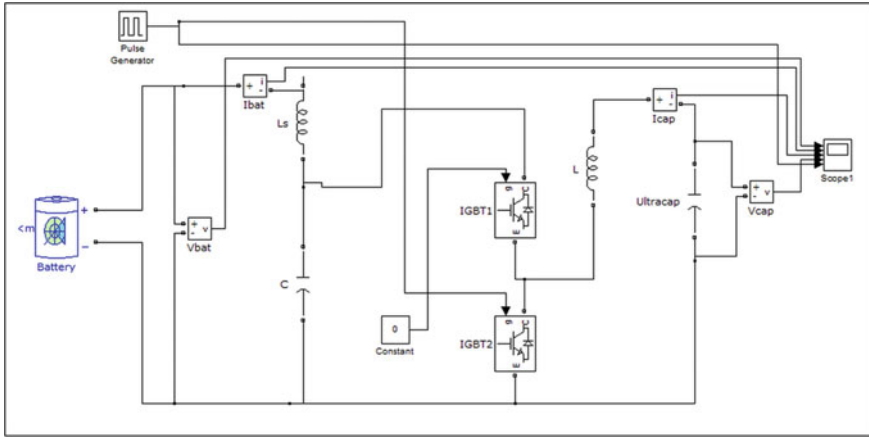 Pulse
Generator
+
-
i
Ibat
Ls
+
-
i
Icap
Scope1
L
g
C
E
IGBT1
+
-
v
Vcap
Ultracap
<m
+
−
Battery
+
-
v
Vbat
C
0
Constant
g
C
E
IGBT2